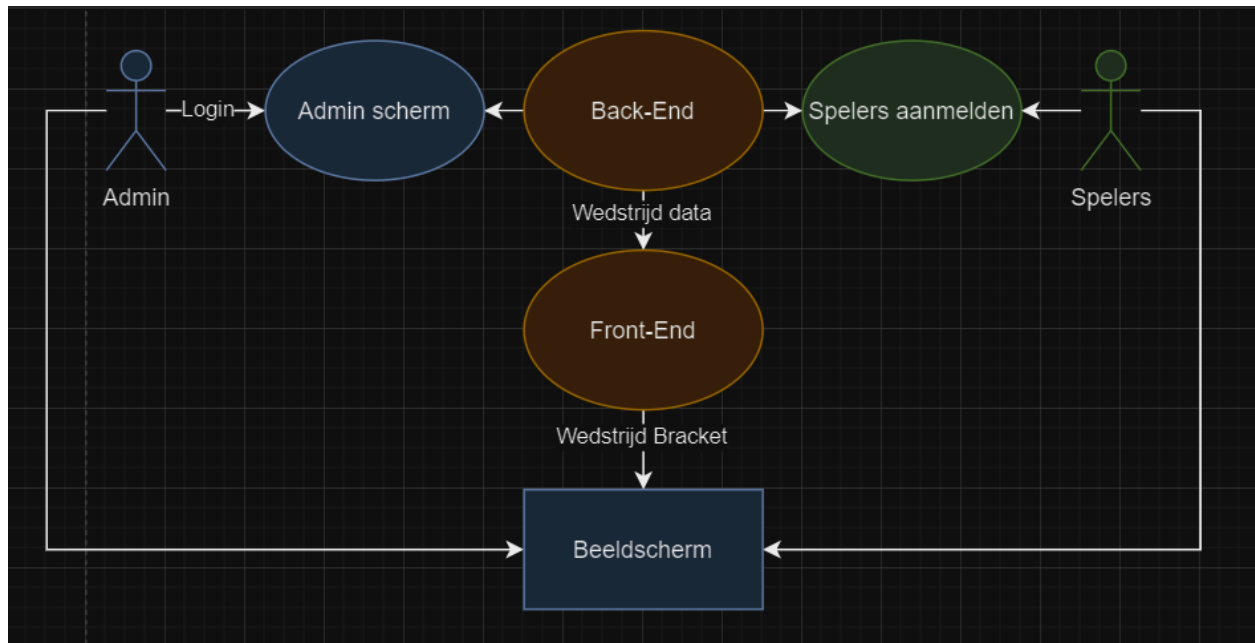 Login
Admin scherm
Back-End
Spelers aanmelden
Admin
Spelers
Wedstrijd data
Front-End
Wedstrijd Bracket
Beeldscherm